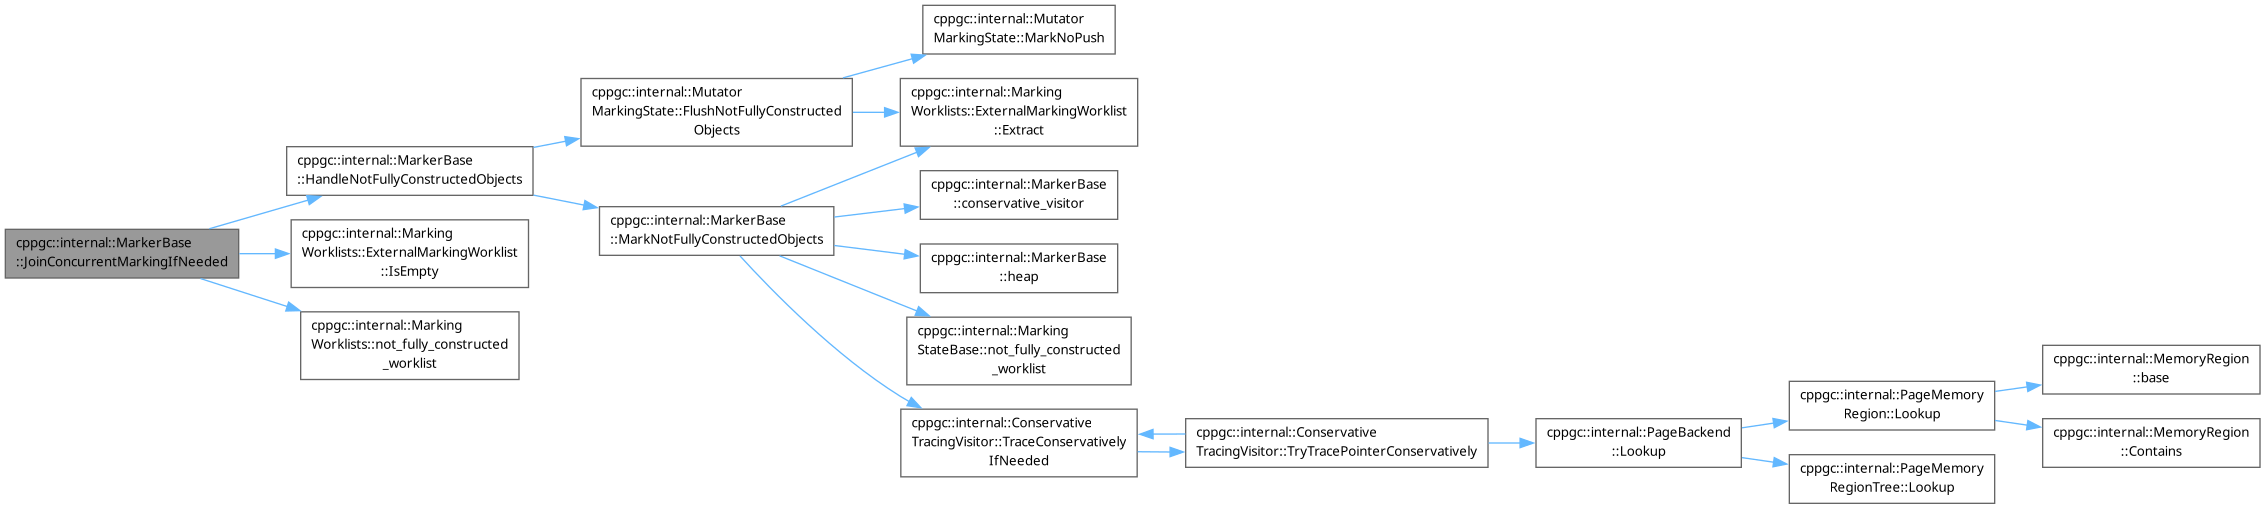 cppgc::internal::MarkerBase
::JoinConcurrentMarkingIfNeeded
cppgc::internal::MarkerBase
::HandleNotFullyConstructedObjects
cppgc::internal::Marking
Worklists::ExternalMarkingWorklist
::IsEmpty
cppgc::internal::Marking
Worklists::not_fully_constructed
_worklist
cppgc::internal::Mutator
MarkingState::FlushNotFullyConstructed
Objects
cppgc::internal::MarkerBase
::MarkNotFullyConstructedObjects
cppgc::internal::Mutator
MarkingState::MarkNoPush
cppgc::internal::Marking
Worklists::ExternalMarkingWorklist
::Extract
cppgc::internal::MarkerBase
::conservative_visitor
cppgc::internal::MarkerBase
::heap
cppgc::internal::Marking
StateBase::not_fully_constructed
_worklist
cppgc::internal::Conservative
TracingVisitor::TraceConservatively
IfNeeded
cppgc::internal::Conservative
TracingVisitor::TryTracePointerConservatively
cppgc::internal::PageBackend
::Lookup
cppgc::internal::PageMemory
Region::Lookup
cppgc::internal::PageMemory
RegionTree::Lookup
cppgc::internal::MemoryRegion
::base
cppgc::internal::MemoryRegion
::Contains